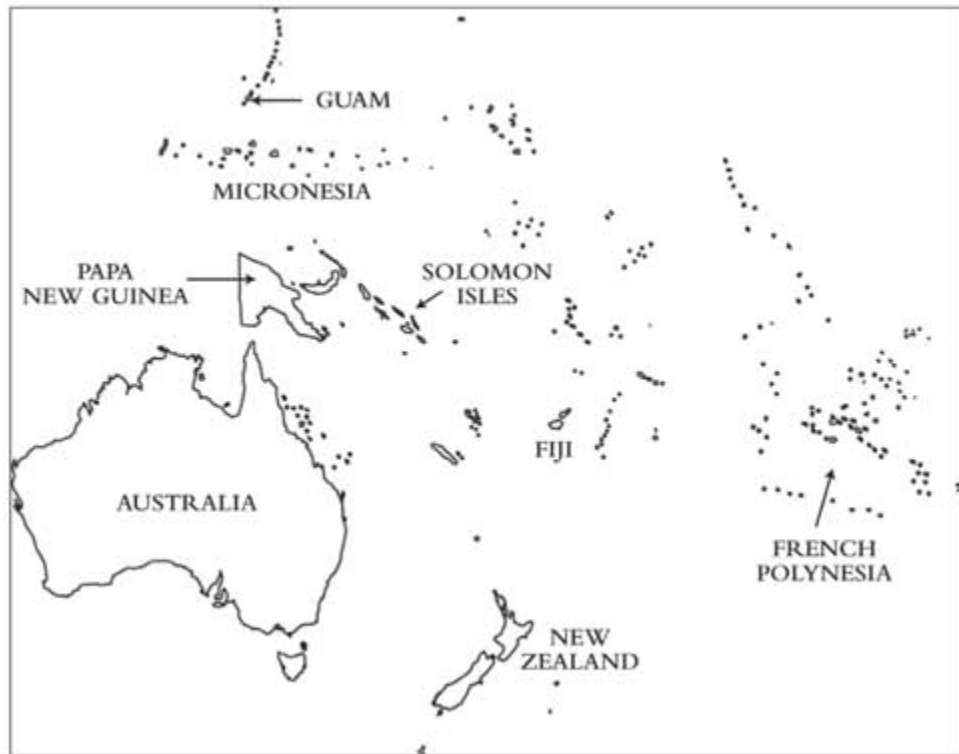 GUAM
MICRONESIA
PAPA
NEW GUINEA
SOLOMON
ISLES
FIJI
AUSTRALIA
FRENCH
POLYNESIA
NEW
ZEALAND